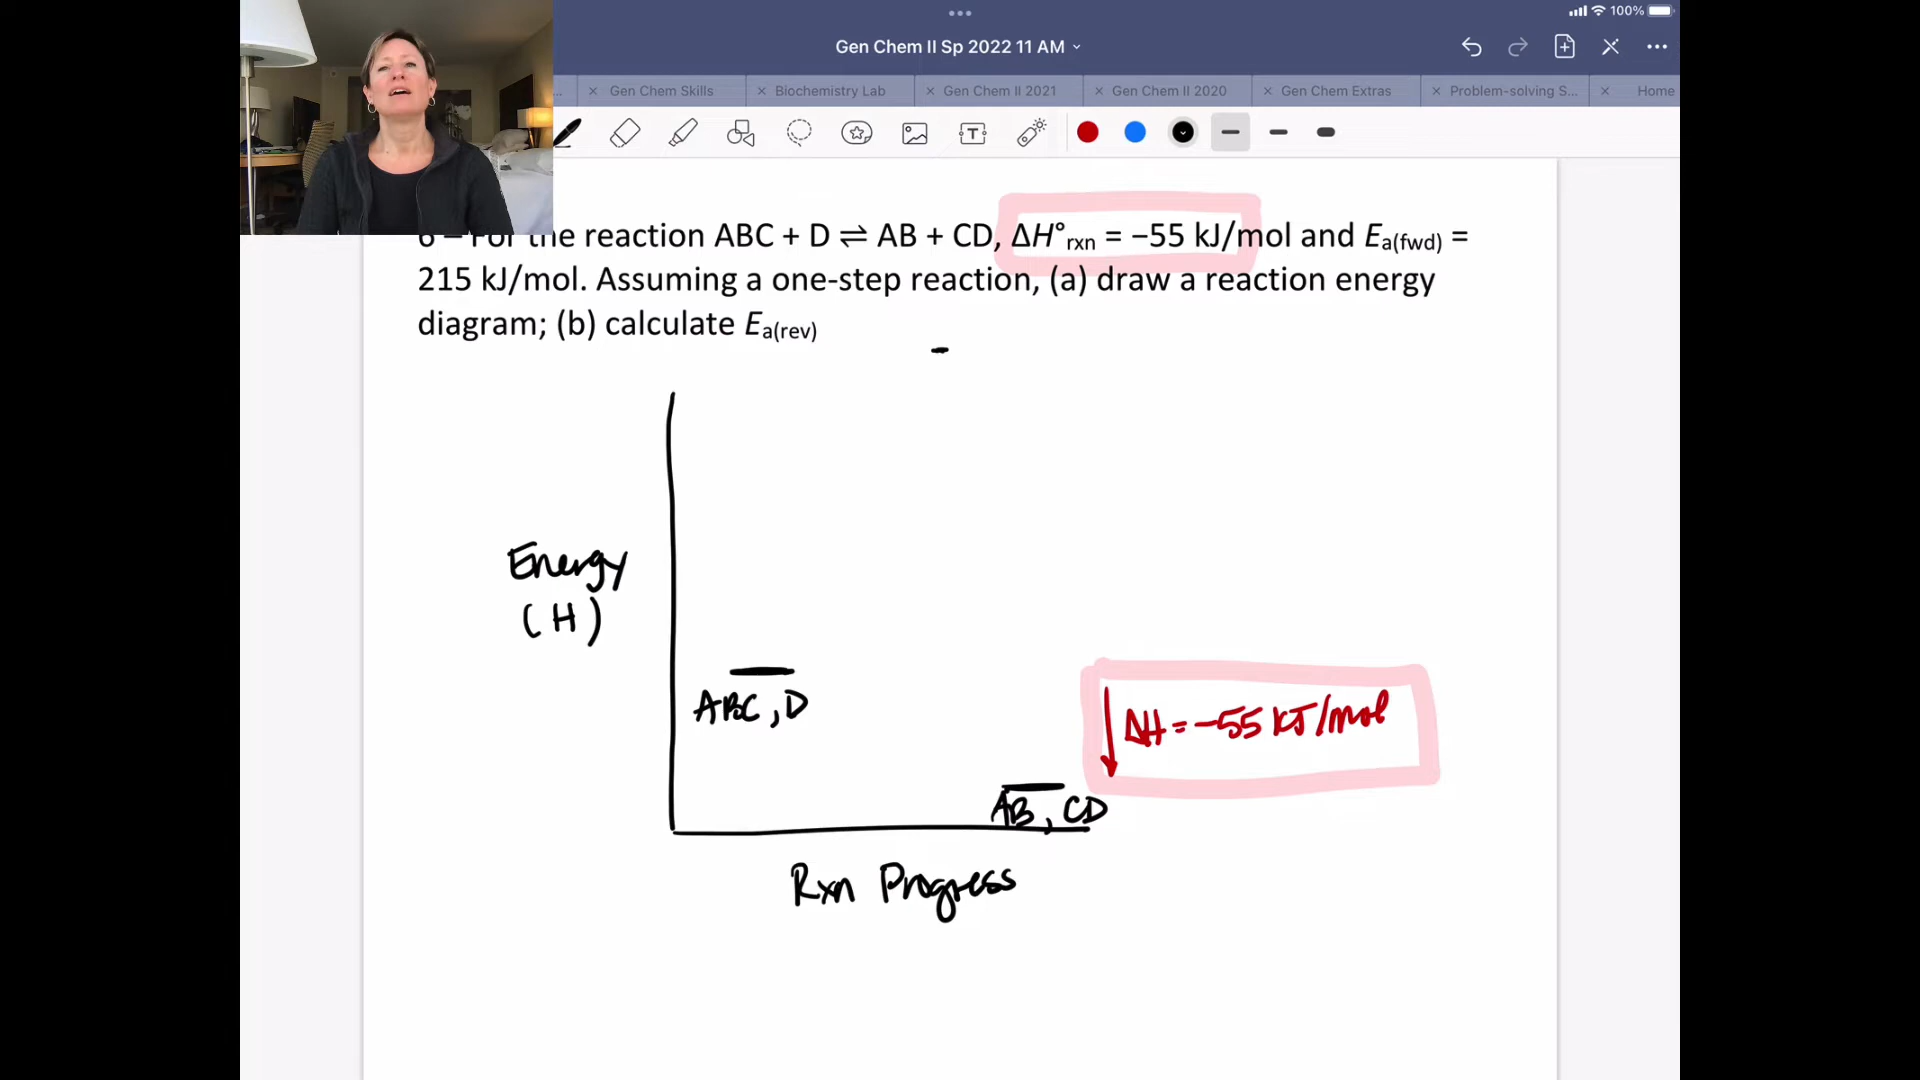 100%
Gen Chem II Sp 2022 11 AM
... Gen Chem Skills Biochemistry Lab Gen Chem II 2021 Gen Chem II 2020 Gen Chem Extras Problem-solving S... Home
6 – For the reaction ABC + D ⇌ AB + CD, ΔH°rxn = −55 kJ/mol and Ea(fwd) =
215 kJ/mol. Assuming a one-step reaction, (a) draw a reaction energy
diagram; (b) calculate Ea(rev)
Energy
(H)
ABC, D
ΔH = -55 kJ/mol
AB, CD
Rxn Progress